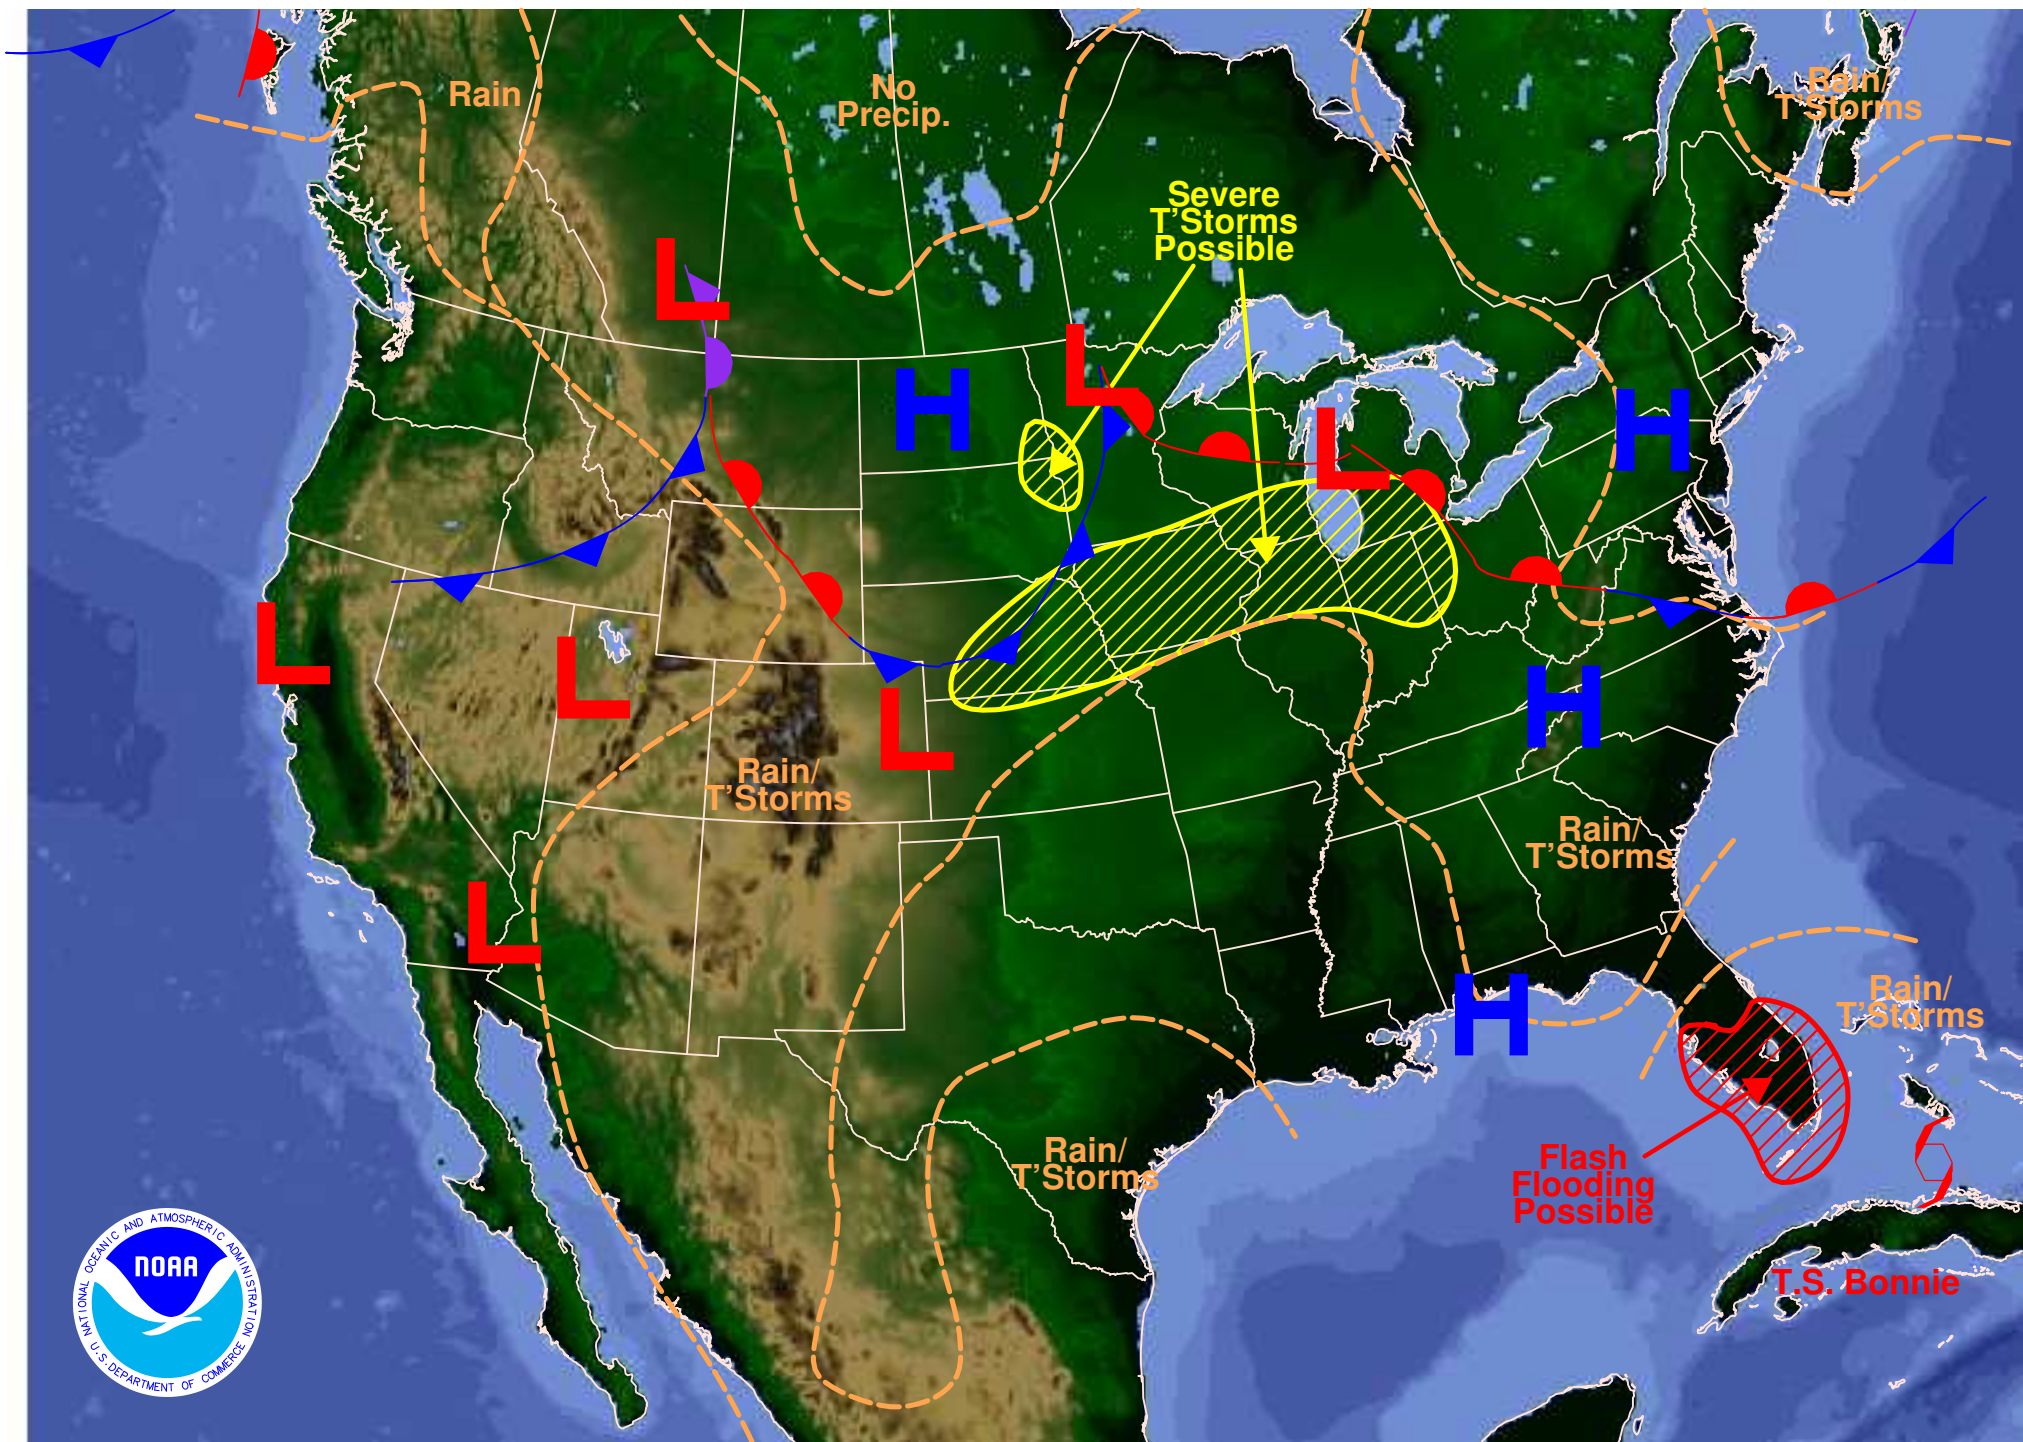 Rain
No
Precip.
Rain/
T'Storms
Severe
T'Storms
Possible
L
L
H
L
H
L
L
H
L
L
Rain/
T'Storms
Rain/
T'Storms
L
H
Rain/
T'Storms
Rain/
T'Storms
Flash
Flooding
Possible
T.S. Bonnie
NATIONAL OCEANIC AND ATMOSPHERIC ADMINISTRATION
NOAA
U.S. DEPARTMENT OF COMMERCE